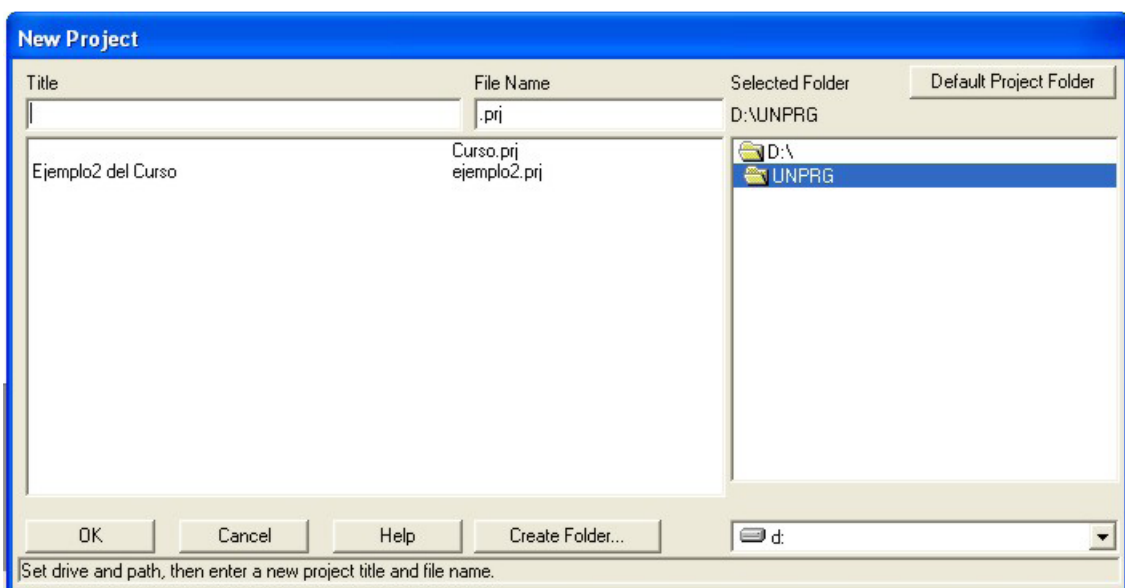 New Project
Title File Name Selected Folder Default Project Folder
.prj D:\UNPRG
Curso.prj D:\
Ejemplo2 del Curso ejemplo2.prj UNPRG
OK Cancel Help Create Folder... d:
Set drive and path, then enter a new project title and file name.